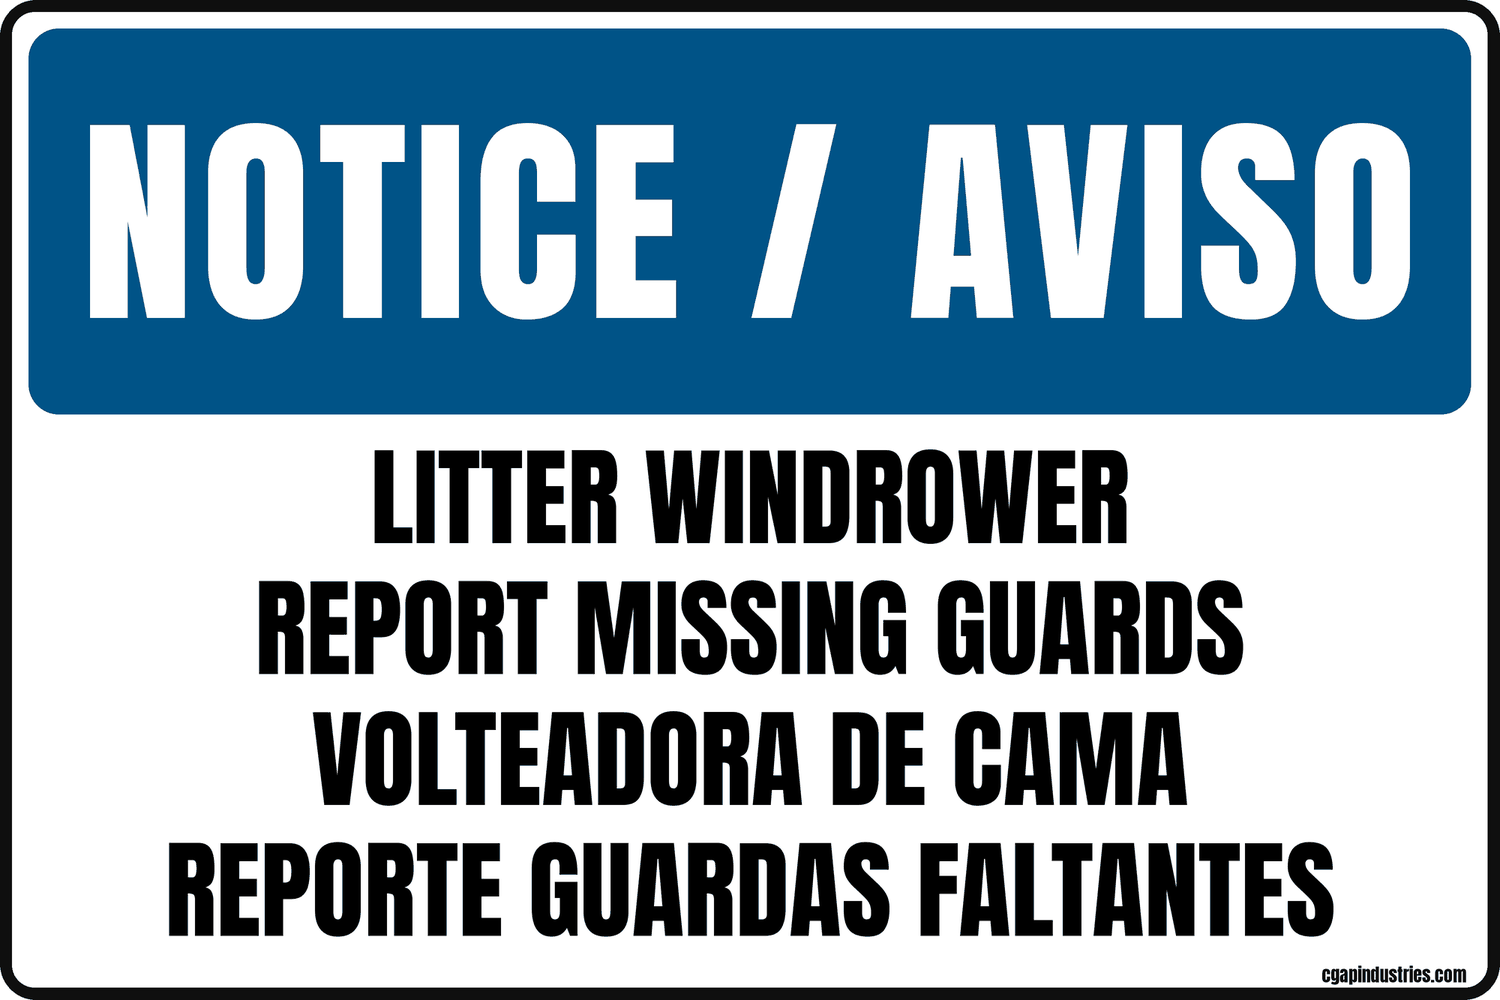 NOTICE / AVISO
LITTER WINDROWER
REPORT MISSING GUARDS
VOLTEADORA DE CAMA
REPORTE GUARDAS FALTANTES
cgapindustries.com